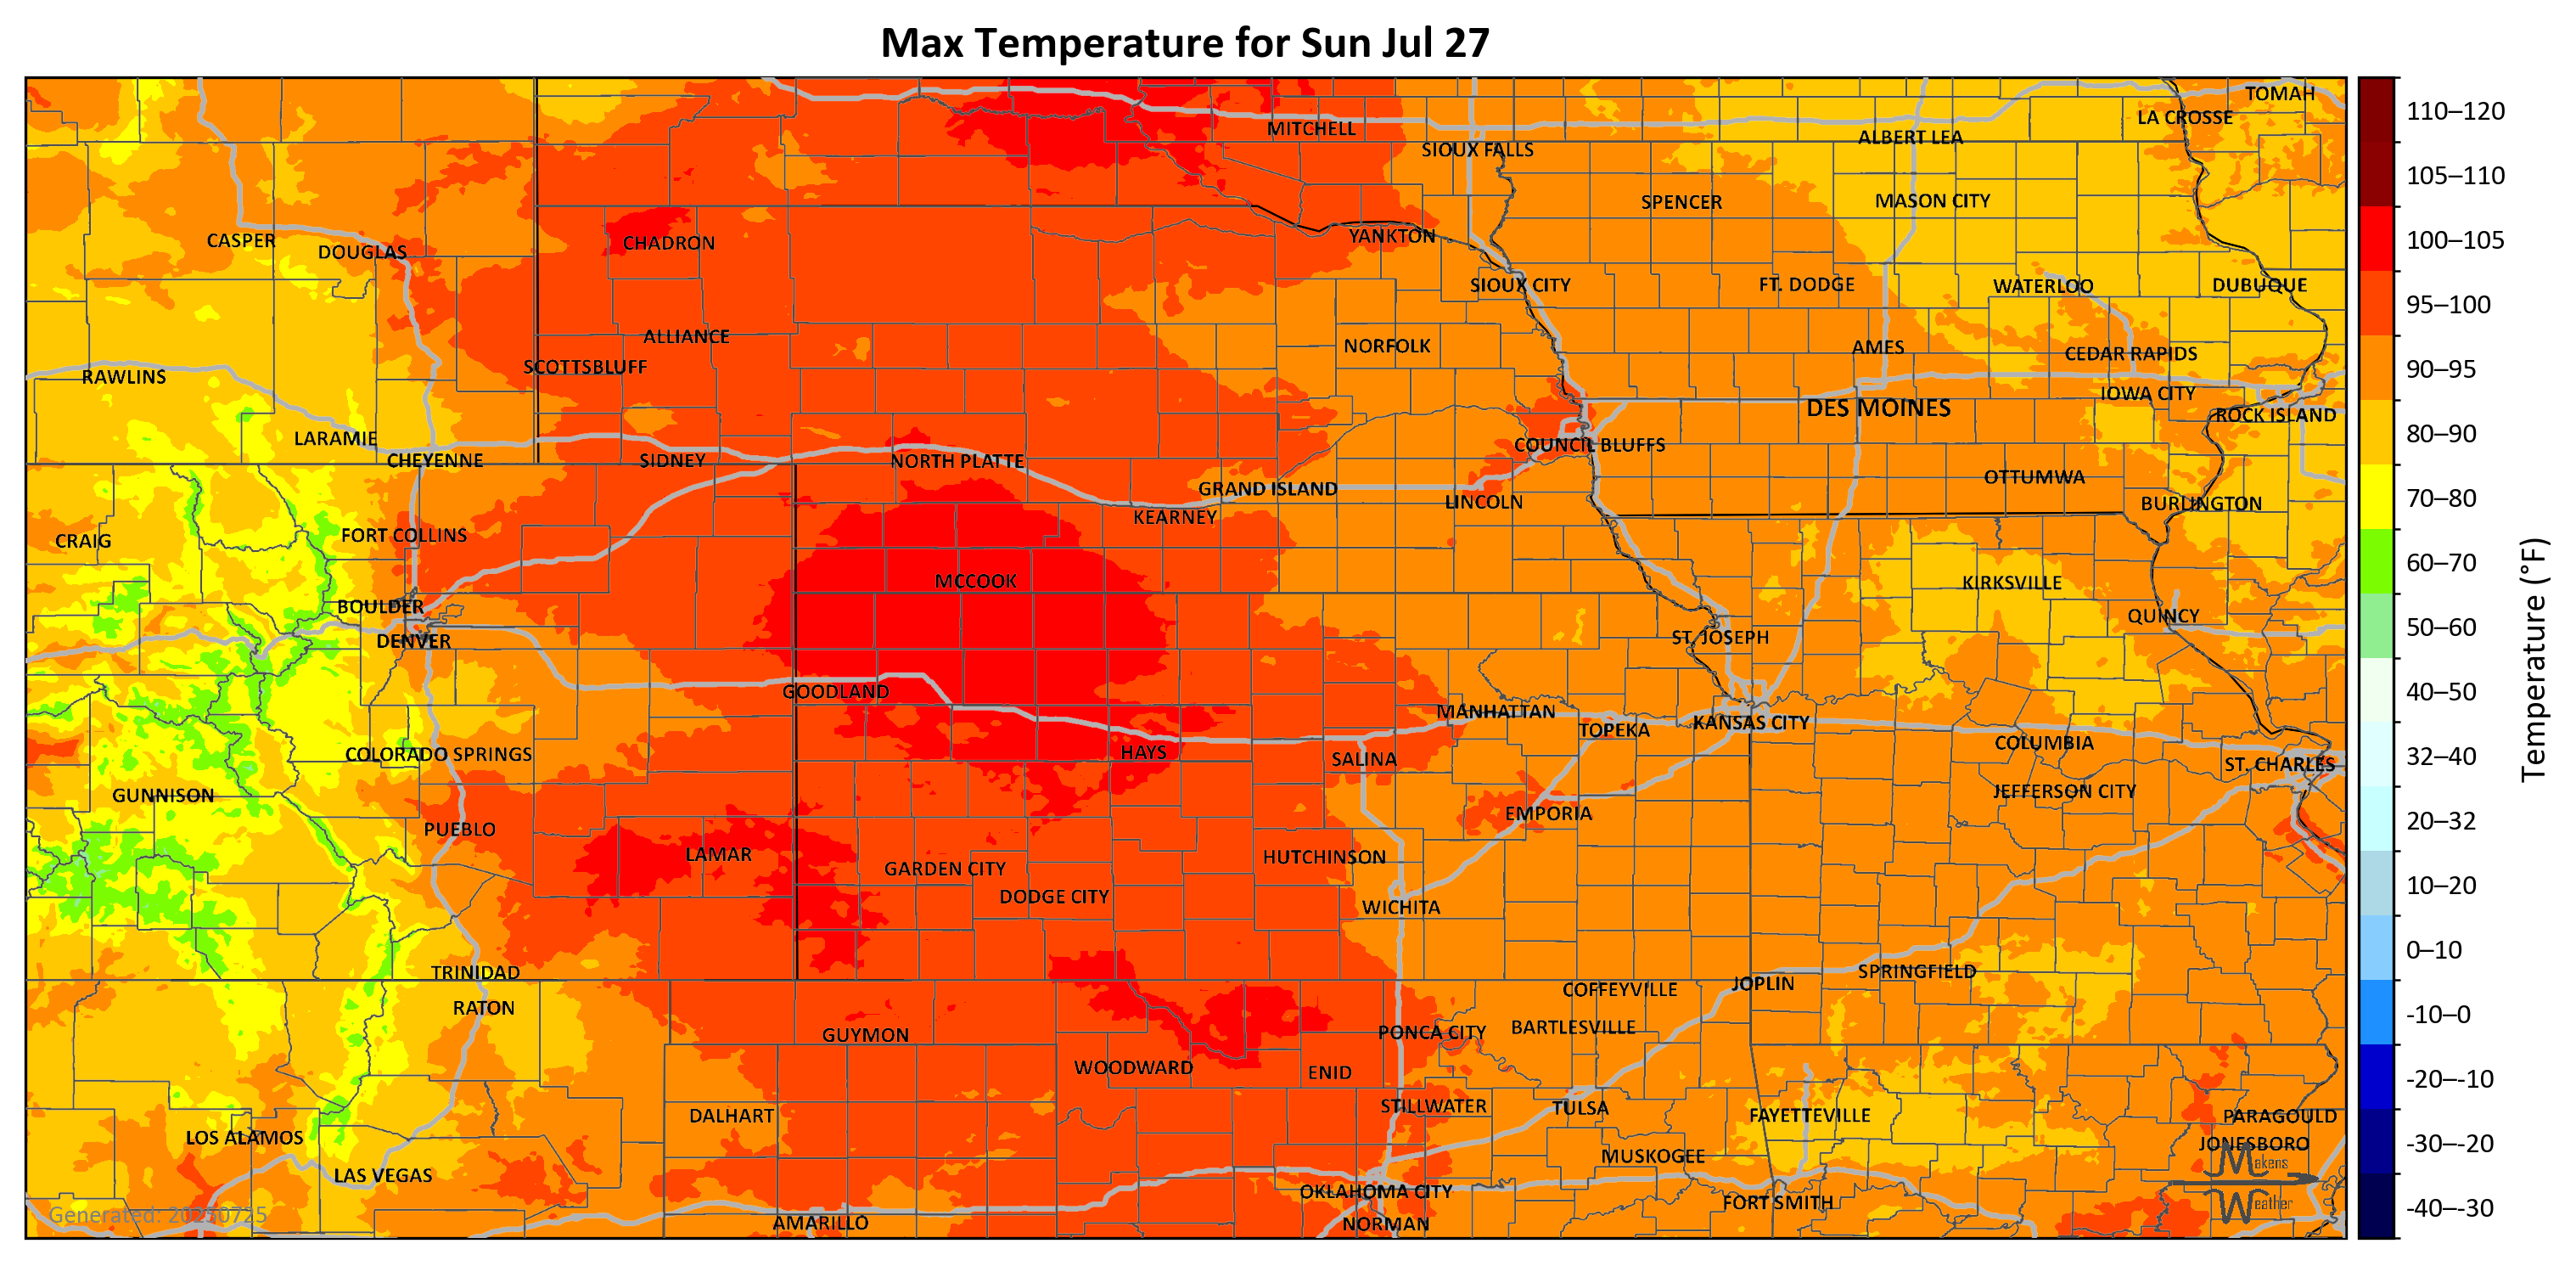 Max Temperature for Sun Jul 27
TOMAH
LA CROSSE
MITCHELL
ALBERT LEA
SIOUX FALLS
SPENCER
MASON CITY
CASPER
DOUGLAS
CHADRON
YANKTON
SIOUX CITY
FT. DODGE
WATERLOO
DUBUQUE
ALLIANCE
NORFOLK
AMES
CEDAR RAPIDS
SCOTTSBLUFF
RAWLINS
IOWA CITY
DES MOINES
ROCK ISLAND
LARAMIE
COUNCIL BLUFFS
CHEYENNE
SIDNEY
NORTH PLATTE
OTTUMWA
GRAND ISLAND
LINCOLN
BURLINGTON
KEARNEY
FORT COLLINS
CRAIG
MCCOOK
KIRKSVILLE
BOULDER
QUINCY
DENVER
ST. JOSEPH
GOODLAND
MANHATTAN
KANSAS CITY
TOPEKA
COLUMBIA
COLORADO SPRINGS
HAYS
SALINA
ST. CHARLES
GUNNISON
JEFFERSON CITY
EMPORIA
PUEBLO
LAMAR
HUTCHINSON
GARDEN CITY
DODGE CITY
WICHITA
TRINIDAD
SPRINGFIELD
JOPLIN
COFFEYVILLE
RATON
BARTLESVILLE
GUYMON
PONCA CITY
WOODWARD
ENID
STILLWATER
TULSA
DALHART
FAYETTEVILLE
PARAGOULD
LOS ALAMOS
JONESBORO
MUSKOGEE
LAS VEGAS
OKLAHOMA CITY
FORT SMITH
AMARILLO
NORMAN
Generated: 20250725
Makens
Weather
110–120
105–110
100–105
95–100
90–95
80–90
70–80
60–70
50–60
40–50
32–40
20–32
10–20
0–10
-10–0
-20–-10
-30–-20
-40–-30
Temperature (°F)